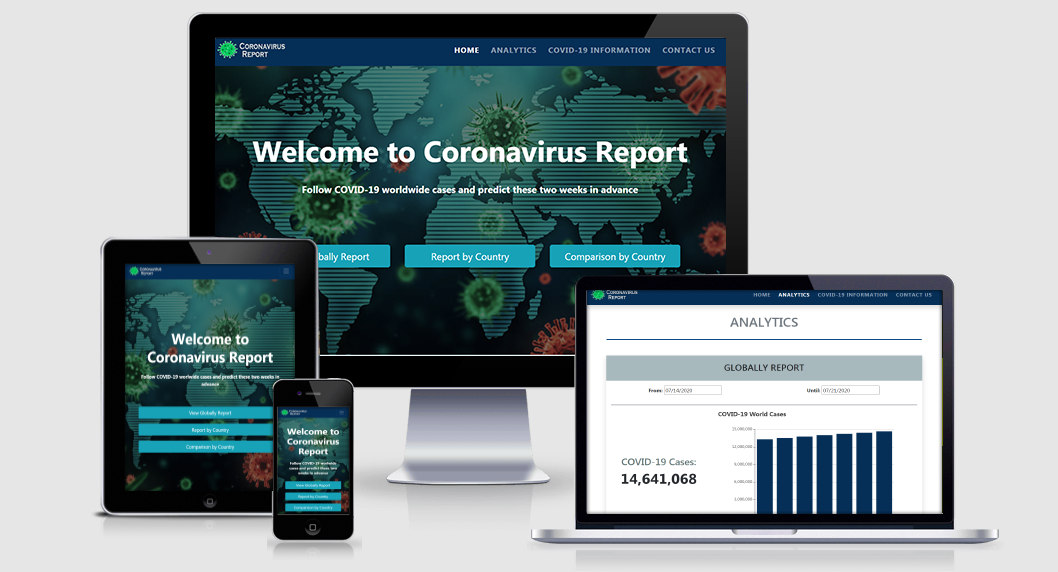 CORONAVIRUS
REPORT
HOME ANALYTICS COVID-19 INFORMATION CONTACT US
Welcome to Coronavirus Report
Follow COVID-19 worldwide cases and predict these two weeks in advance
bally Report Report by Country Comparison by Country
CORONAVIRUS
REPORT
Welcome to
Coronavirus Report
Follow COVID-19 worldwide cases and predict these two weeks in
advance
View Globally Report
Report by Country
Comparison by Country
CORONAVIRUS
REPORT
Welcome to
Coronavirus
Report
Follow COVID-19 worldwide
cases and predict these two
weeks in advance
View Globally Report
Report by Country
Comparison by Country
CORONAVIRUS
REPORT
HOME ANALYTICS COVID-19 INFORMATION CONTACT US
ANALYTICS
GLOBALLY REPORT
From: 07/14/2020 Until: 07/21/2020
COVID-19 World Cases
15,000,000
12,000,000
9,000,000
6,000,000
3,000,000
COVID-19 Cases:
14,641,068